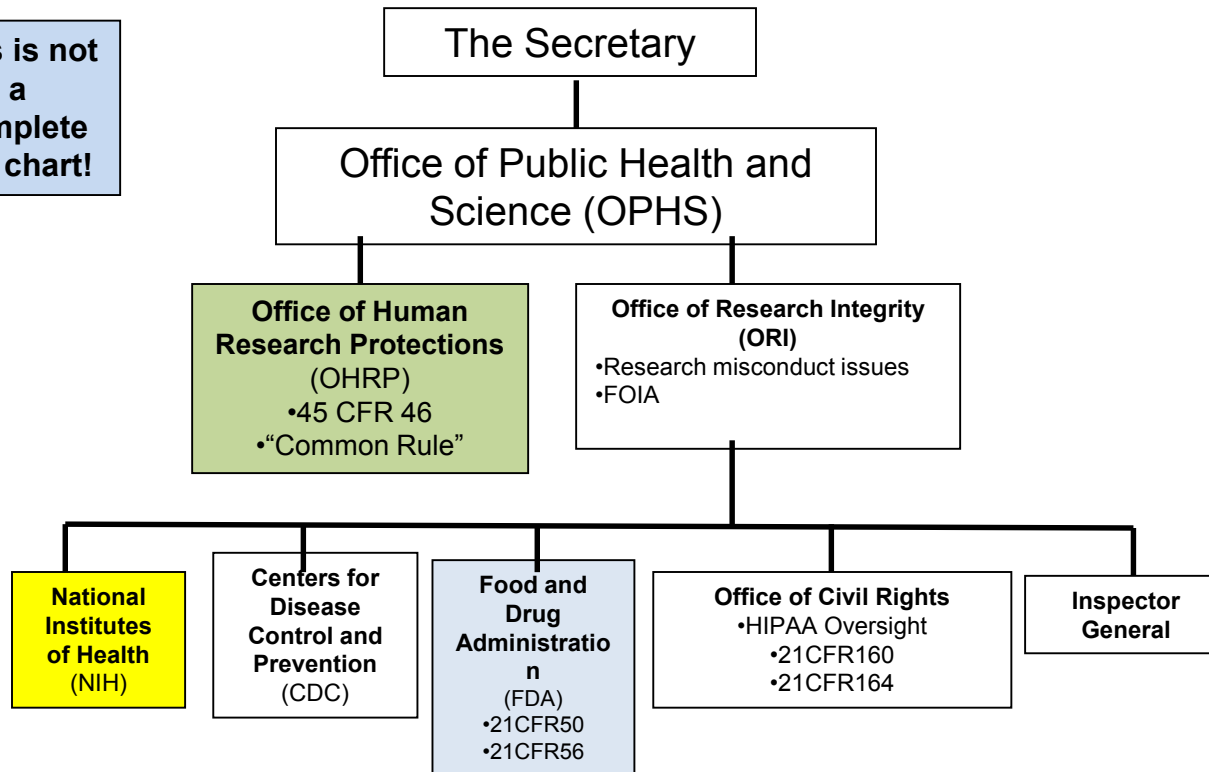 is not
a
chart!
The Secretary
Office of Public Health and
Science (OPHS)
Office of Human
Research Protections
(OHRP)
•45 CFR 46
•“Common Rule”
Office of Research Integrity
(ORI)
•Research misconduct issues
•FOIA
National
Institutes
of Health
(NIH)
Centers for
Disease
Control and
Prevention
(CDC)
Food and
Drug
Administratio
n
(FDA)
•21CFR50
•21CFR56
Office of Civil Rights
•HIPAA Oversight
•21CFR160
•21CFR164
Inspector
General